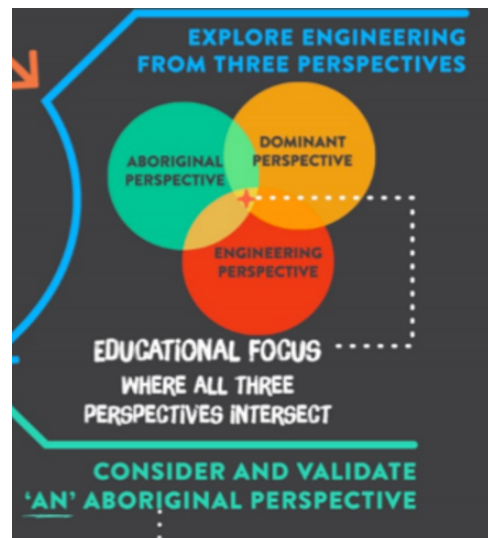 EXPLORE ENGINEERING
FROM THREE PERSPECTIVES
DOMINANT
PERSPECTIVE
ABORIGINAL
PERSPECTIVE
ENGINEERING
PERSPECTIVE
EDUCATIONAL FOCUS
WHERE ALL THREE
PERSPECTIVES INTERSECT
CONSIDER AND VALIDATE
'AN' ABORIGINAL PERSPECTIVE